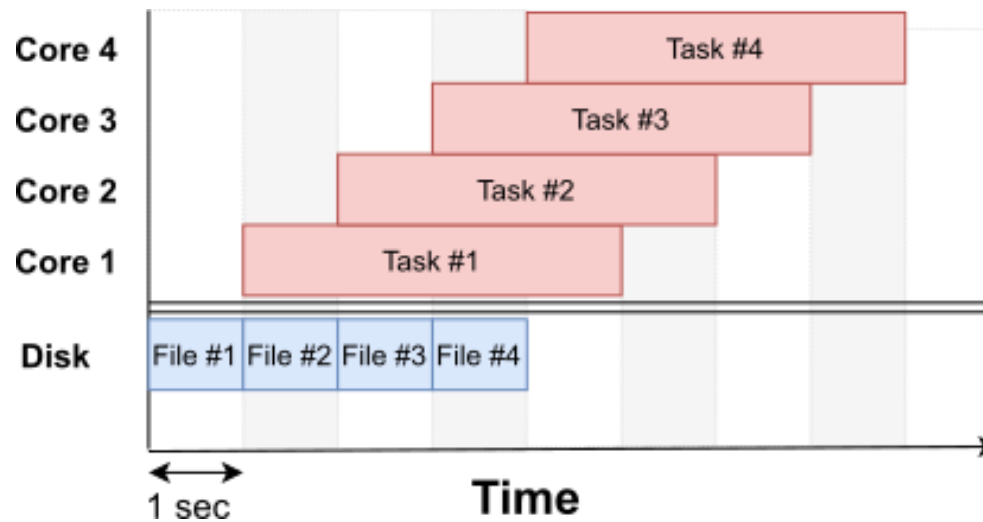 Core 4 Task #4
Core 3 Task #3
Core 2 Task #2
Core 1 Task #1
Disk File #1 File #2 File #3 File #4
1 sec Time